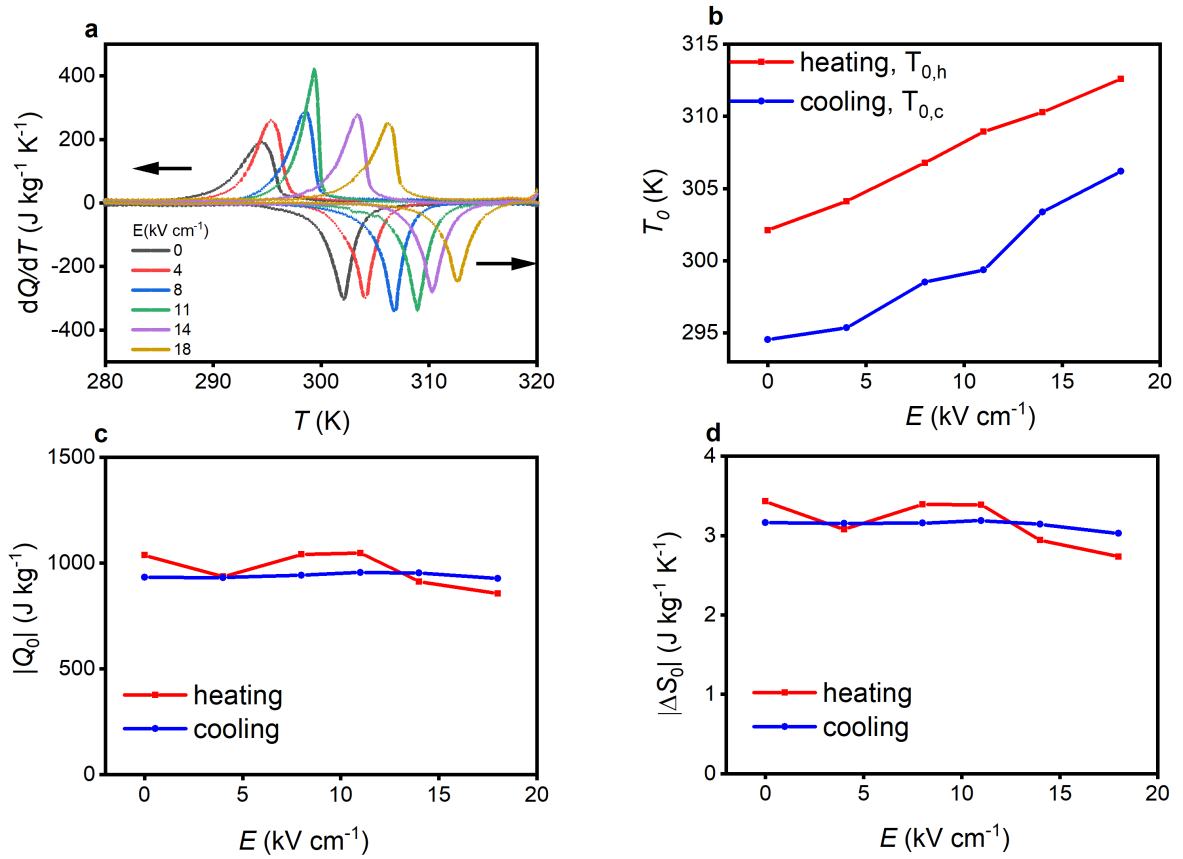 a
dQ/dT (J kg⁻¹ K⁻¹)
400
200
0
-200
-400
E(kV cm⁻¹)
0
4
8
11
14
18
280 290 300 310 320
T (K)
b
T₀ (K)
315
310
305
300
295
heating, T₀,ₕ
cooling, T₀,c
0 5 10 15 20
E (kV cm⁻¹)
c
|Q₀| (J kg⁻¹)
1500
1000
500
0
heating
cooling
0 5 10 15 20
E (kV cm⁻¹)
d
|ΔS₀| (J kg⁻¹ K⁻¹)
4
3
2
1
0
heating
cooling
0 5 10 15 20
E (kV cm⁻¹)